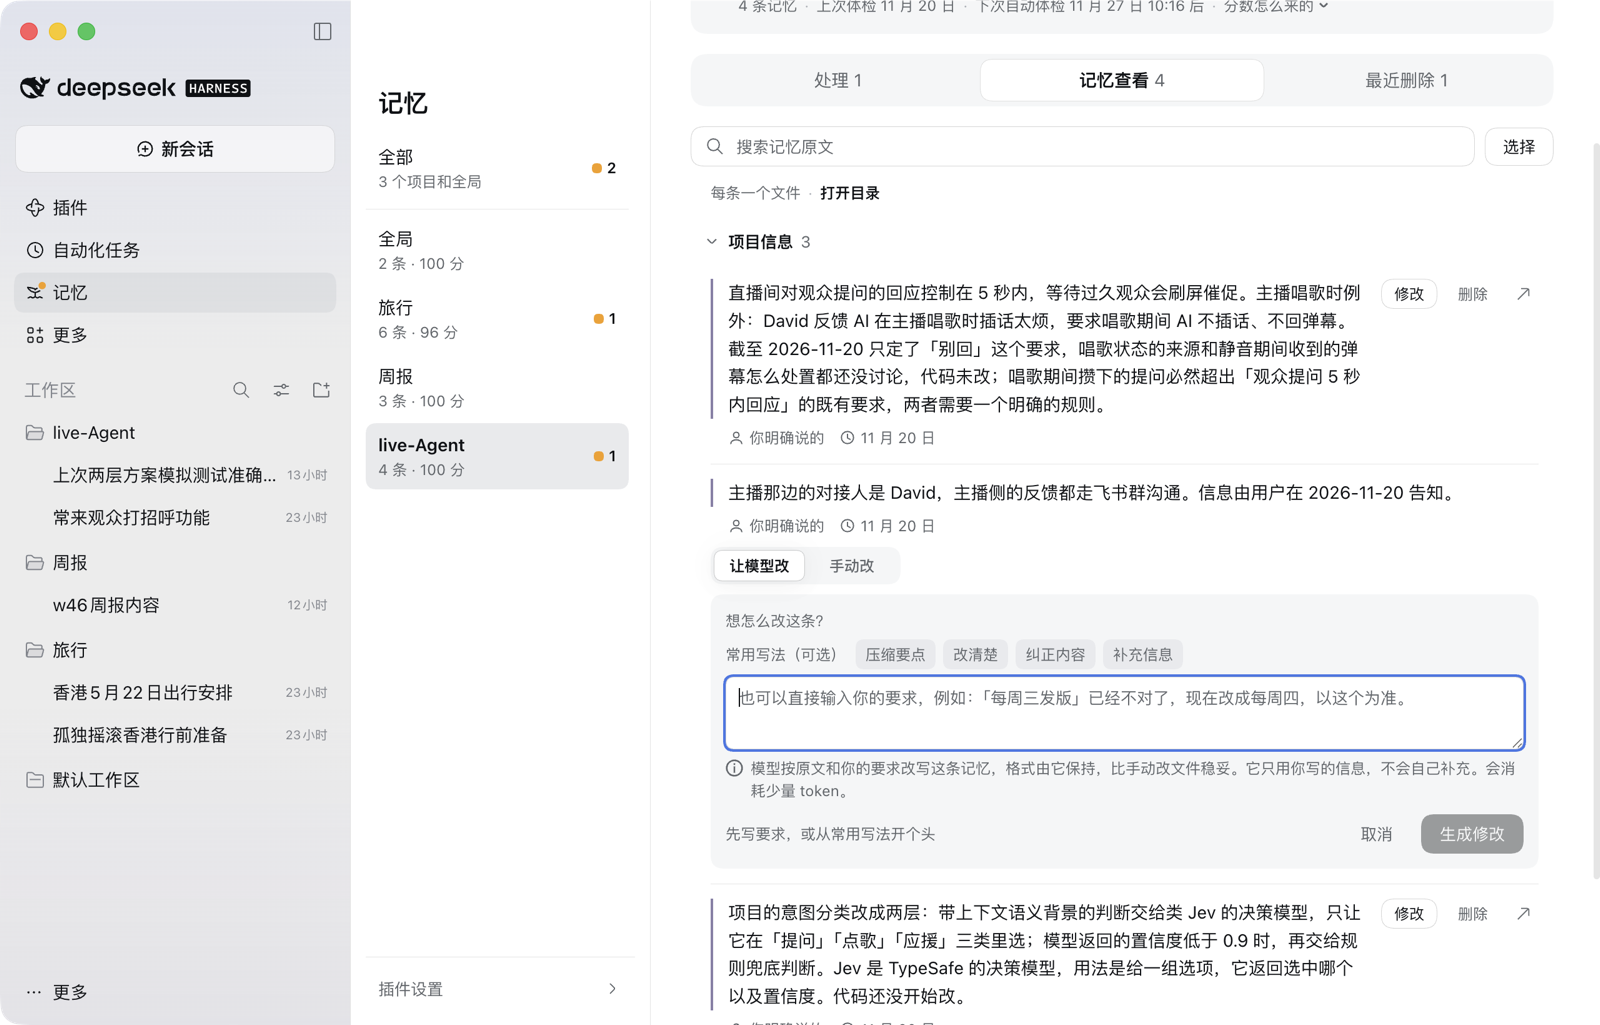 deepseek HARNESS
新会话
插件
自动化任务
记忆
更多
工作区
live-Agent
上次两层方案模拟测试准确... 13小时
常来观众打招呼功能 23小时
周报
w46周报内容 12小时
旅行
香港5月22日出行安排 23小时
孤独摇滚香港行前准备 23小时
默认工作区
··· 更多
记忆
全部
3 个项目和全局
2
全局
2 条 · 100 分
旅行
6 条 · 96 分
1
周报
3 条 · 100 分
live-Agent
4 条 · 100 分
1
插件设置
4 条记忆 · 上次体检 11 月 20 日 · 下次自动体检 11 月 27 日 10:16 后 · 分数怎么来的
处理 1
记忆查看 4
最近删除 1
搜索记忆原文
选择
每条一个文件 · 打开目录
项目信息 3
直播间对观众提问的回应控制在 5 秒内，等待过久观众会刷屏催促。主播唱歌时例
外：David 反馈 AI 在主播唱歌时插话太烦，要求唱歌期间 AI 不插话、不回弹幕。
截至 2026-11-20 只定了「别回」这个要求，唱歌状态的来源和静音期间收到的弹
幕怎么处置都还没讨论，代码未改；唱歌期间攒下的提问必然超出「观众提问 5 秒
内回应」的既有要求，两者需要一个明确的规则。
修改 删除
你明确说的 11 月 20 日
主播那边的对接人是 David，主播侧的反馈都走飞书群沟通。信息由用户在 2026-11-20 告知。
你明确说的 11 月 20 日
让模型改 手动改
想怎么改这条?
常用写法（可选） 压缩要点 改清楚 纠正内容 补充信息
也可以直接输入你的要求，例如：「每周三发版」已经不对了，现在改成每周四，以这个为准。
模型按原文和你的要求改写这条记忆，格式由它保持，比手动改文件稳妥。它只用你写的信息，不会自己补充。会消
耗少量 token。
先写要求，或从常用写法开个头
取消 生成修改
项目的意图分类改成两层：带上下文语义背景的判断交给类 Jev 的决策模型，只让
它在「提问」「点歌」「应援」三类里选；模型返回的置信度低于 0.9 时，再交给规
则兜底判断。Jev 是 TypeSafe 的决策模型，用法是给一组选项，它返回选中哪个
以及置信度。代码还没开始改。
修改 删除